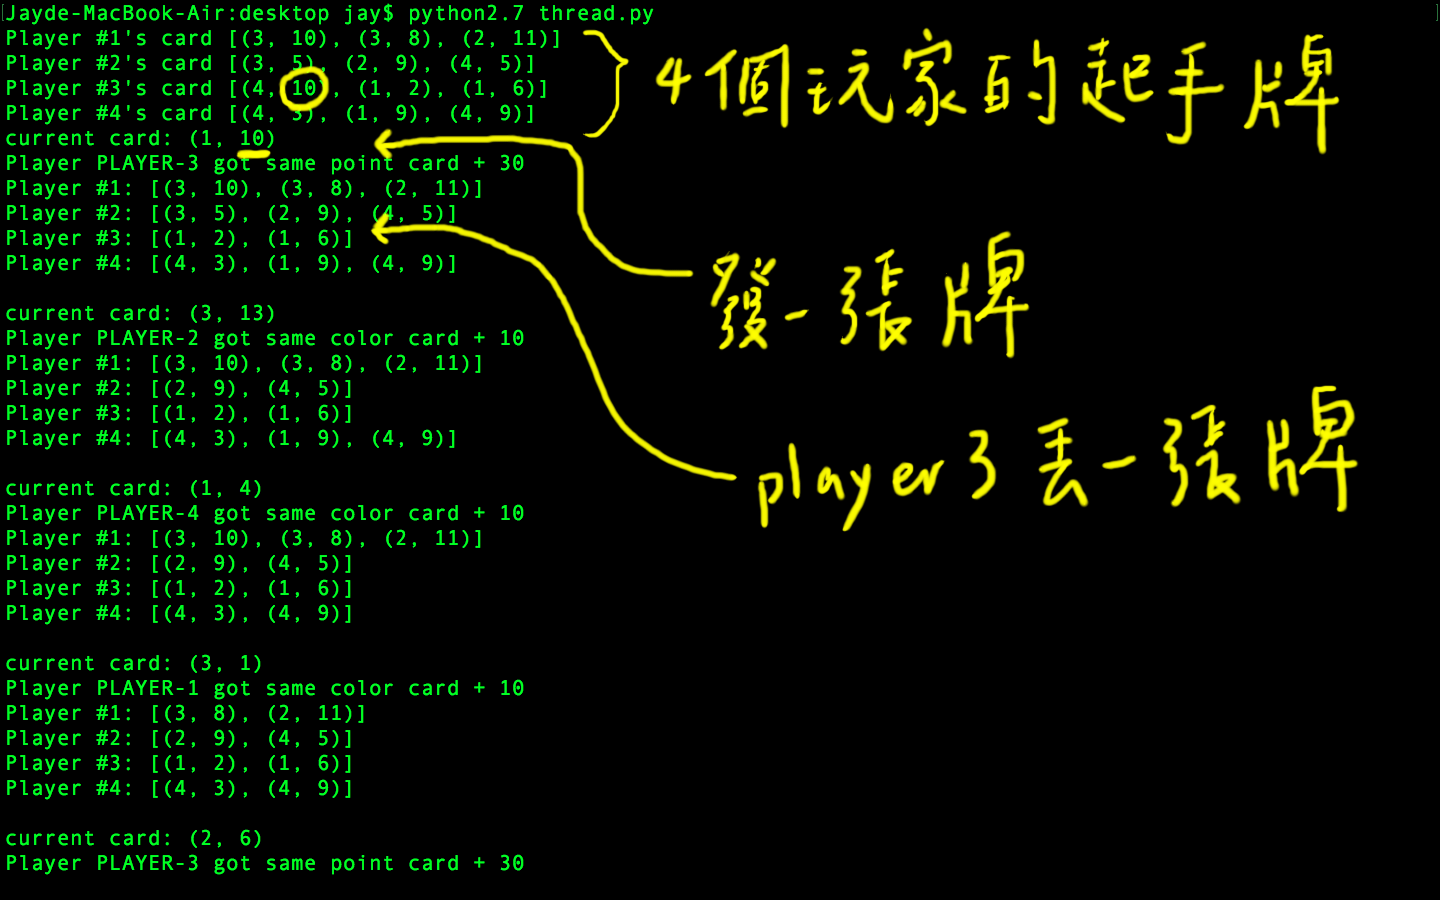 Jayde-MacBook-Air:desktop jay$ python2.7 thread.py
Player #1's card [(3, 10), (3, 8), (2, 11)]
Player #2's card [(3, 5), (2, 9), (4, 5)]
Player #3's card [(4, 10), (1, 2), (1, 6)]
Player #4's card [(4, 3), (1, 9), (4, 9)]
4個玩家的起手牌
current card: (1, 10)
Player PLAYER-3 got same point card + 30
Player #1: [(3, 10), (3, 8), (2, 11)]
Player #2: [(3, 5), (2, 9), (4, 5)]
Player #3: [(1, 2), (1, 6)]
Player #4: [(4, 3), (1, 9), (4, 9)]
發一張牌
current card: (3, 13)
Player PLAYER-2 got same color card + 10
Player #1: [(3, 10), (3, 8), (2, 11)]
Player #2: [(2, 9), (4, 5)]
Player #3: [(1, 2), (1, 6)]
Player #4: [(4, 3), (1, 9), (4, 9)]
player 3 丟一張牌
current card: (1, 4)
Player PLAYER-4 got same color card + 10
Player #1: [(3, 10), (3, 8), (2, 11)]
Player #2: [(2, 9), (4, 5)]
Player #3: [(1, 2), (1, 6)]
Player #4: [(4, 3), (4, 9)]
current card: (3, 1)
Player PLAYER-1 got same color card + 10
Player #1: [(3, 8), (2, 11)]
Player #2: [(2, 9), (4, 5)]
Player #3: [(1, 2), (1, 6)]
Player #4: [(4, 3), (4, 9)]
current card: (2, 6)
Player PLAYER-3 got same point card + 30